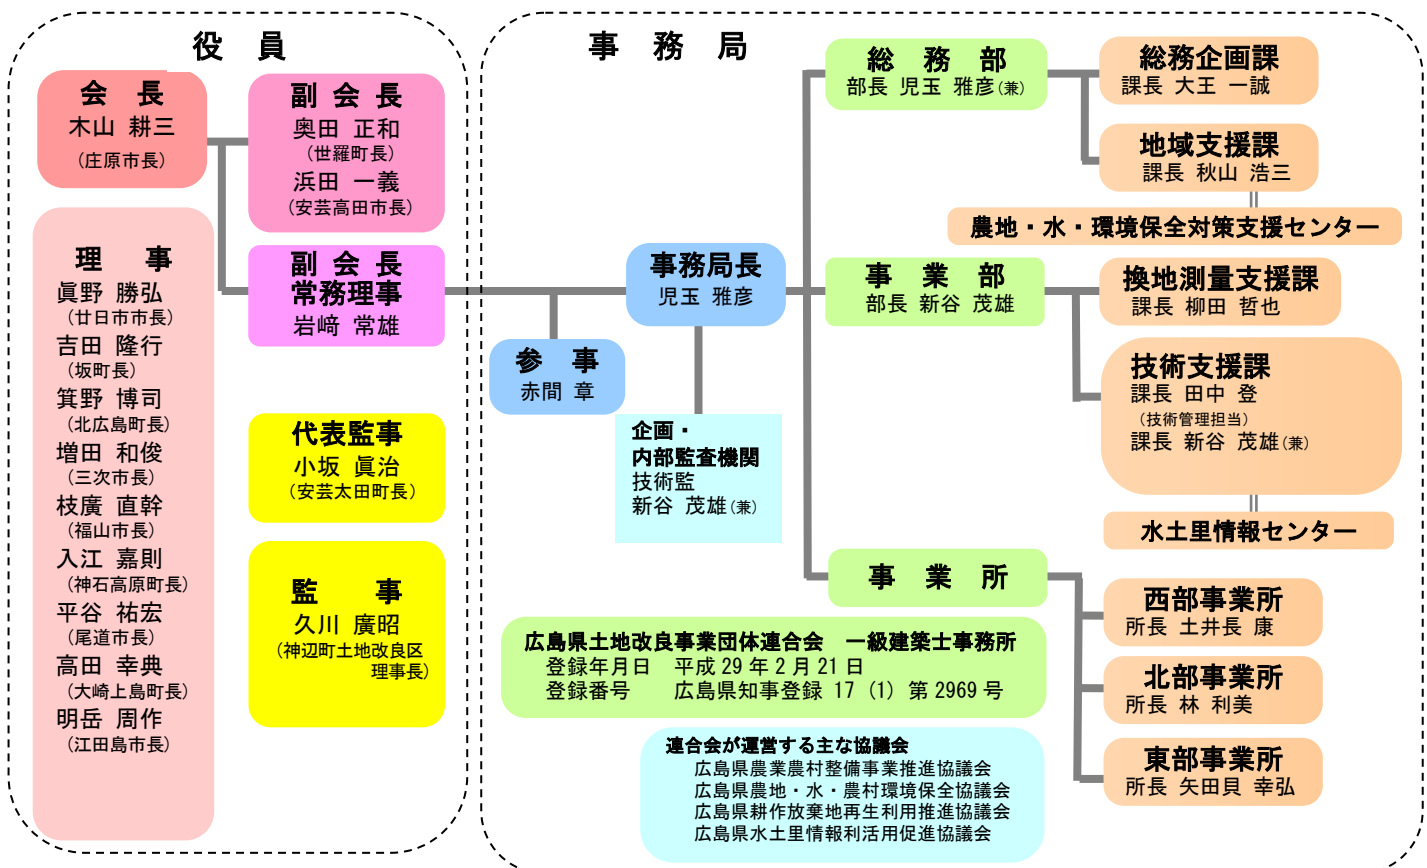 役 員
会 長
木山 耕三
(庄原市長)
副 会 長
奥田 正和
(世羅町長)
浜田 一義
(安芸高田市長)
副 会 長
常務理事
岩﨑 常雄
理 事
眞野 勝弘
(廿日市市長)
吉田 隆行
(坂町長)
箕野 博司
(北広島町長)
増田 和俊
(三次市長)
枝廣 直幹
(福山市長)
入江 嘉則
(神石高原町長)
平谷 祐宏
(尾道市長)
高田 幸典
(大崎上島町長)
明岳 周作
(江田島市長)
代表監事
小坂 眞治
(安芸太田町長)
監 事
久川 廣昭
(神辺町土地改良区
理事長)
事 務 局
事務局長
児玉 雅彦
参 事
赤間 章
企画・
内部監査機関
技術監
新谷 茂雄(兼)
総 務 部
部長 児玉 雅彦(兼)
総務企画課
課長 大王 一誠
地域支援課
課長 秋山 浩三
農地・水・環境保全対策支援センター
事 業 部
部長 新谷 茂雄
換地測量支援課
課長 柳田 哲也
技術支援課
課長 田中 登
(技術管理担当)
課長 新谷 茂雄(兼)
水土里情報センター
事 業 所
西部事業所
所長 土井長 康
北部事業所
所長 林 利美
東部事業所
所長 矢田貝 幸弘
広島県土地改良事業団体連合会 一級建築士事務所
登録年月日 平成 29 年 2 月 21 日
登録番号 広島県知事登録 17 (1) 第 2969 号
連合会が運営する主な協議会
広島県農業農村整備事業推進協議会
広島県農地・水・農村環境保全協議会
広島県耕作放棄地再生利用推進協議会
広島県水土里情報利活用促進協議会